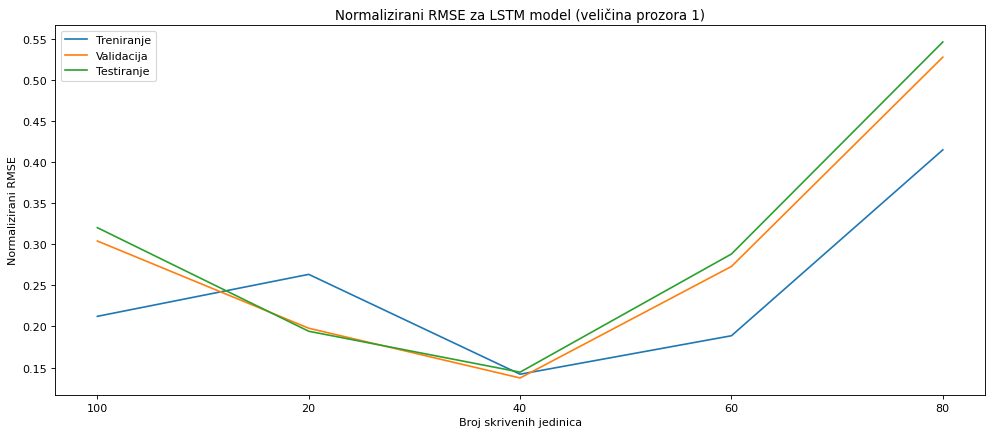 Normalizirani RMSE za LSTM model (veličina prozora 1)
Treniranje
Validacija
Testiranje
Normalizirani RMSE
0.55
0.50
0.45
0.40
0.35
0.30
0.25
0.20
0.15
100 20 40 60 80
Broj skrivenih jedinica